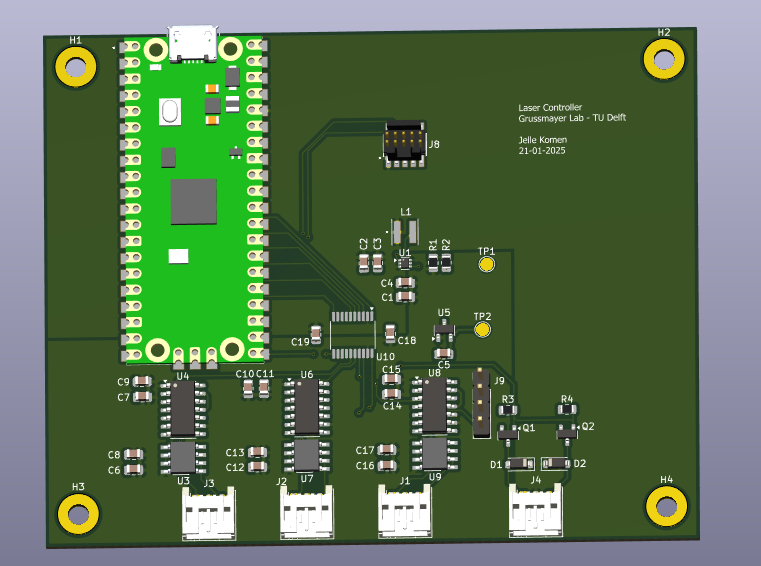 H1
H2
Laser Controller
Grussmayer Lab - TU Delft
Jelle Komen
21-01-2025
J8
L1
C2
C3
U1
R1
R2
TP1
C4
C1
U5
TP2
C19
C18
U10
C5
C9
C7
U4
C10
C11
U6
C15
C14
U8
J9
R3
R4
Q1
Q2
C8
C6
C13
C12
C17
C16
D1
D2
U3
U7
U9
H3
J3
J2
J1
J4
H4